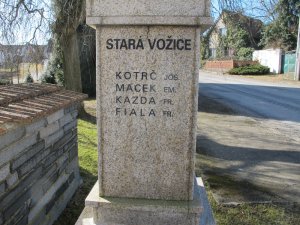 STARÁ VOŽICE
KOTRČ JOS.
MACEK EM.
KAZDA FR.
FIALA FR.